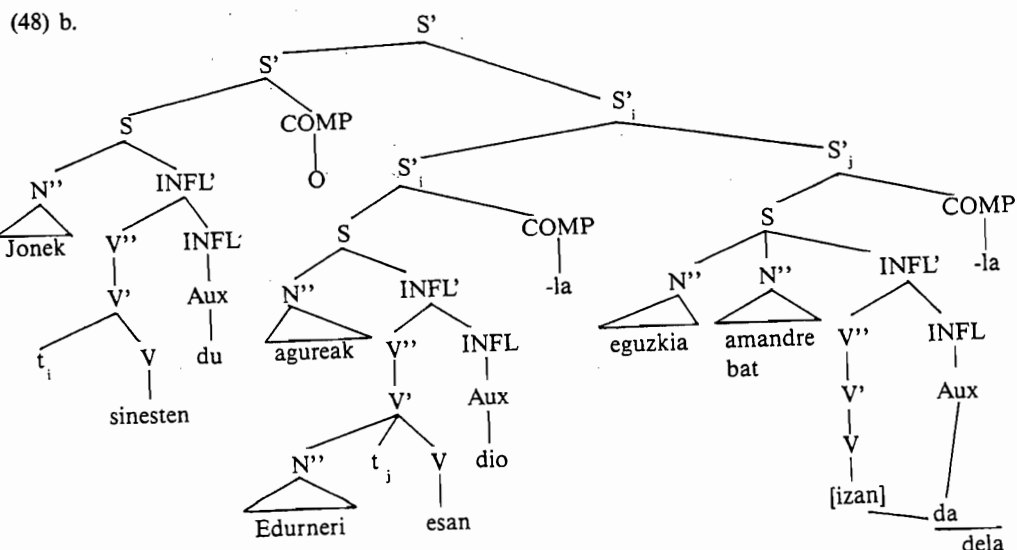 (48) b.
S'
S'
S'i
S COMP
S'i S'j
N'' INFL' O
S COMP S COMP
Jonek V'' INFL' N'' INFL' -la N'' N'' INFL' -la
V' Aux agureak V'' INFL eguzkia amandre bat V'' INFL
ti V du V' Aux V' Aux
sinesten N'' tj V dio V
Edurneri esan [izan] da
dela